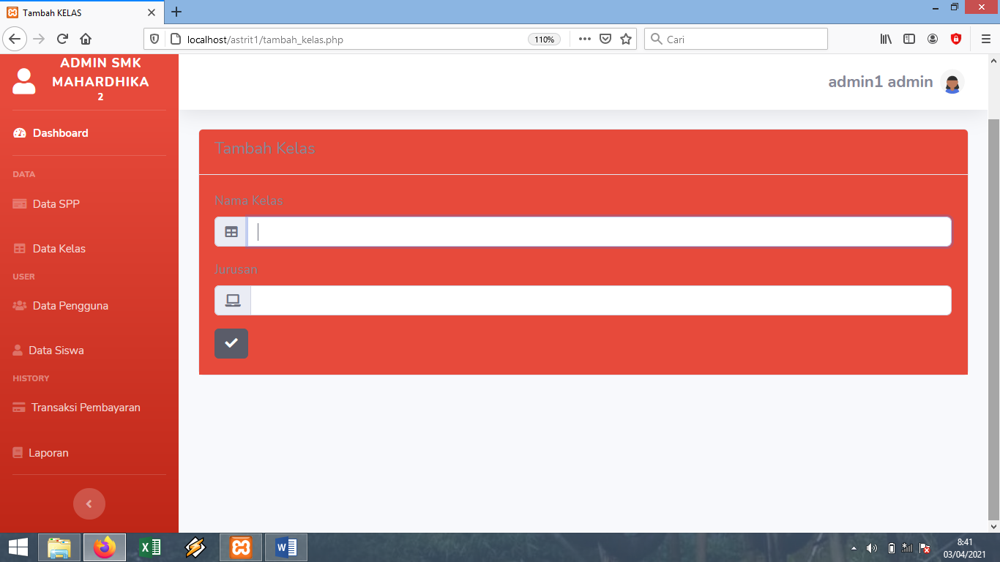 Tambah KELAS
localhost/astrit1/tambah_kelas.php
110%
Cari
ADMIN SMK
MAHARDHIKA
2
admin1 admin
Dashboard
DATA
Data SPP
Data Kelas
USER
Data Pengguna
Data Siswa
HISTORY
Transaksi Pembayaran
Laporan
Tambah Kelas
Nama Kelas
Jurusan
8:41
03/04/2021